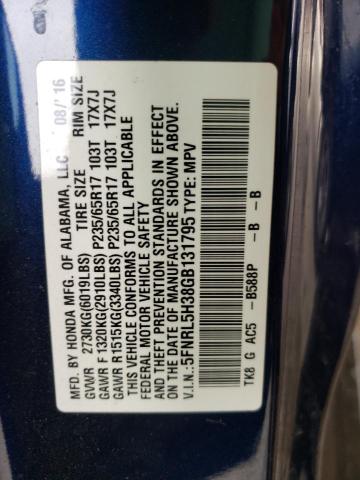 MFD. BY HONDA MFG. OF ALABAMA, LLC 08/'16
TIRE SIZE RIM SIZE
GVWR 2730KG(6019LBS)
GAWR F 1320KG(2910LBS) P235/65R17 103T 17X7J
GAWR R1515KG(3340LBS) P235/65R17 103T 17X7J
THIS VEHICLE CONFORMS TO ALL APPLICABLE
FEDERAL MOTOR VEHICLE SAFETY
AND THEFT PREVENTION STANDARDS IN EFFECT
ON THE DATE OF MANUFACTURE SHOWN ABOVE.
V.I.N.: 5FNRL5H38GB131795 TYPE: MPV
TK8 G AC5 -B588P - B - B